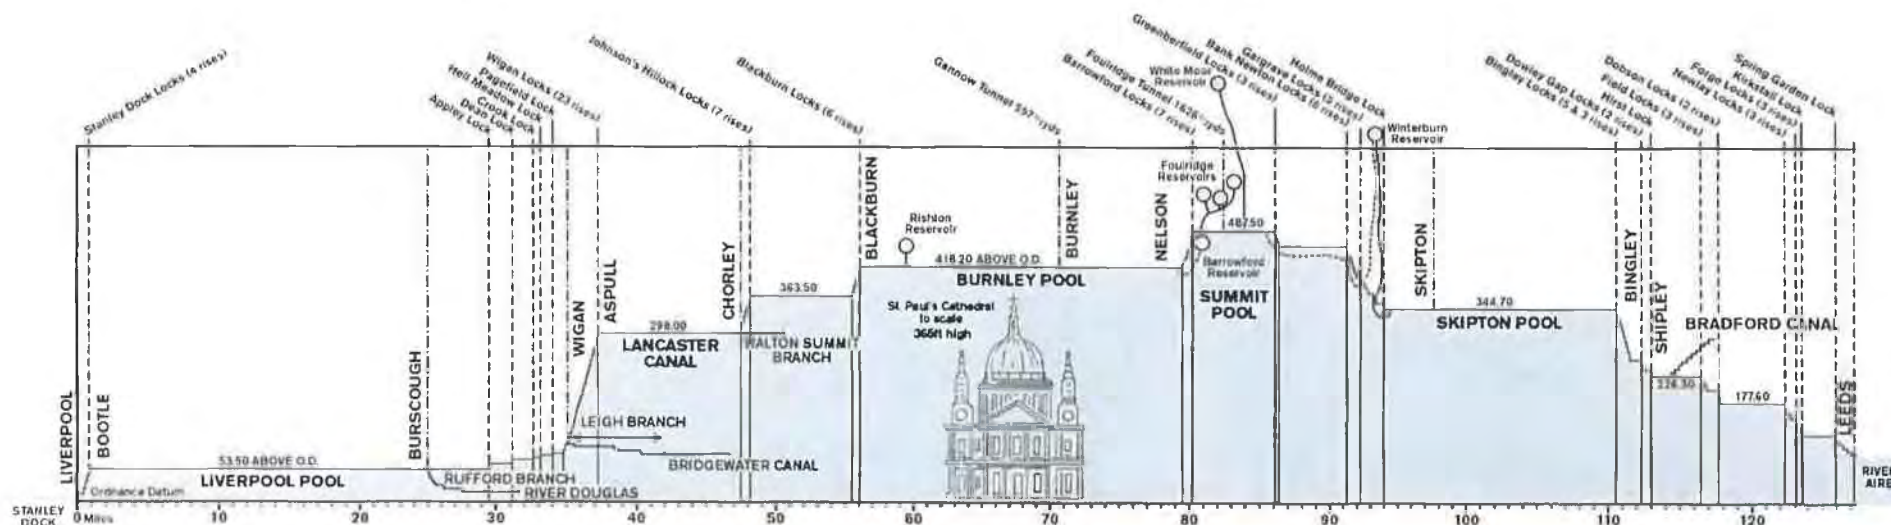 Stanley Dock Locks (4 rises)
Appley Lock
Dean Lock
Crook Lock
Hell Meadow Lock
Pagefield Lock
Wigan Locks (23 rises)
Johnson's Hillock Locks (7 rises)
Blackburn Locks (6 rises)
Gannow Tunnel 557 yds
Barrowford Locks (7 rises)
Foulridge Tunnel 1626 yds
White Moor
Reservoir
Greenberfield Locks (3 rises)
Bank Newton Locks (6 rises)
Gargrave Locks (5 rises)
Holme Bridge Lock
Winterburn
Reservoir
Bingley Locks (5 & 3 rises)
Dowley Gap Locks (2 rises)
Hirst Lock
Field Locks (3 rises)
Dobson Locks (2 rises)
Newlay Locks (3 rises)
Forge Locks (3 rises)
Kirkstall Lock
Spring Garden Lock
Foulridge
Reservoirs
LIVERPOOL
BOOTLE
BURSCOUGH
WIGAN
ASPULL
CHORLEY
BLACKBURN
Rishton
Reservoir
BURNLEY
NELSON
SKIPTON
BINGLEY
SHIPLEY
LEEDS
53.50 ABOVE O.D.
LIVERPOOL POOL
Ordnance Datum
RUFFORD BRANCH
RIVER DOUGLAS
LEIGH BRANCH
BRIDGEWATER CANAL
298.00
LANCASTER
CANAL
WALTON SUMMIT
BRANCH
363.50
418.20 ABOVE O.D.
BURNLEY POOL
St. Paul's Cathedral
to scale
365ft high
487.50
Barrowford
Reservoir
SUMMIT
POOL
344.70
SKIPTON POOL
BRADFORD CANAL
226.30
177.60
RIVER
AIRE
STANLEY
DOCK
0 Miles 10 20 30 40 50 60 70 80 90 100 110 120